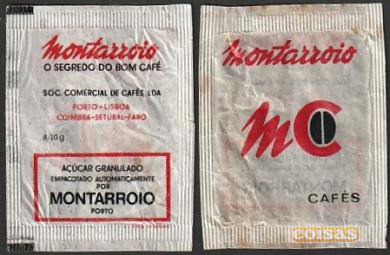 Montarroio
O SEGREDO DO BOM CAFÉ
SOC. COMERCIAL DE CAFÉS LDA
PORTO-LISBOA
COIMBRA-SETUBAL-FARO
8/10g
AÇÚCAR GRANULADO
EMPACOTADO AUTOMATICAMENTE
POR
MONTARROIO
PORTO
Montarroio
MC
CAFÉS
coisas